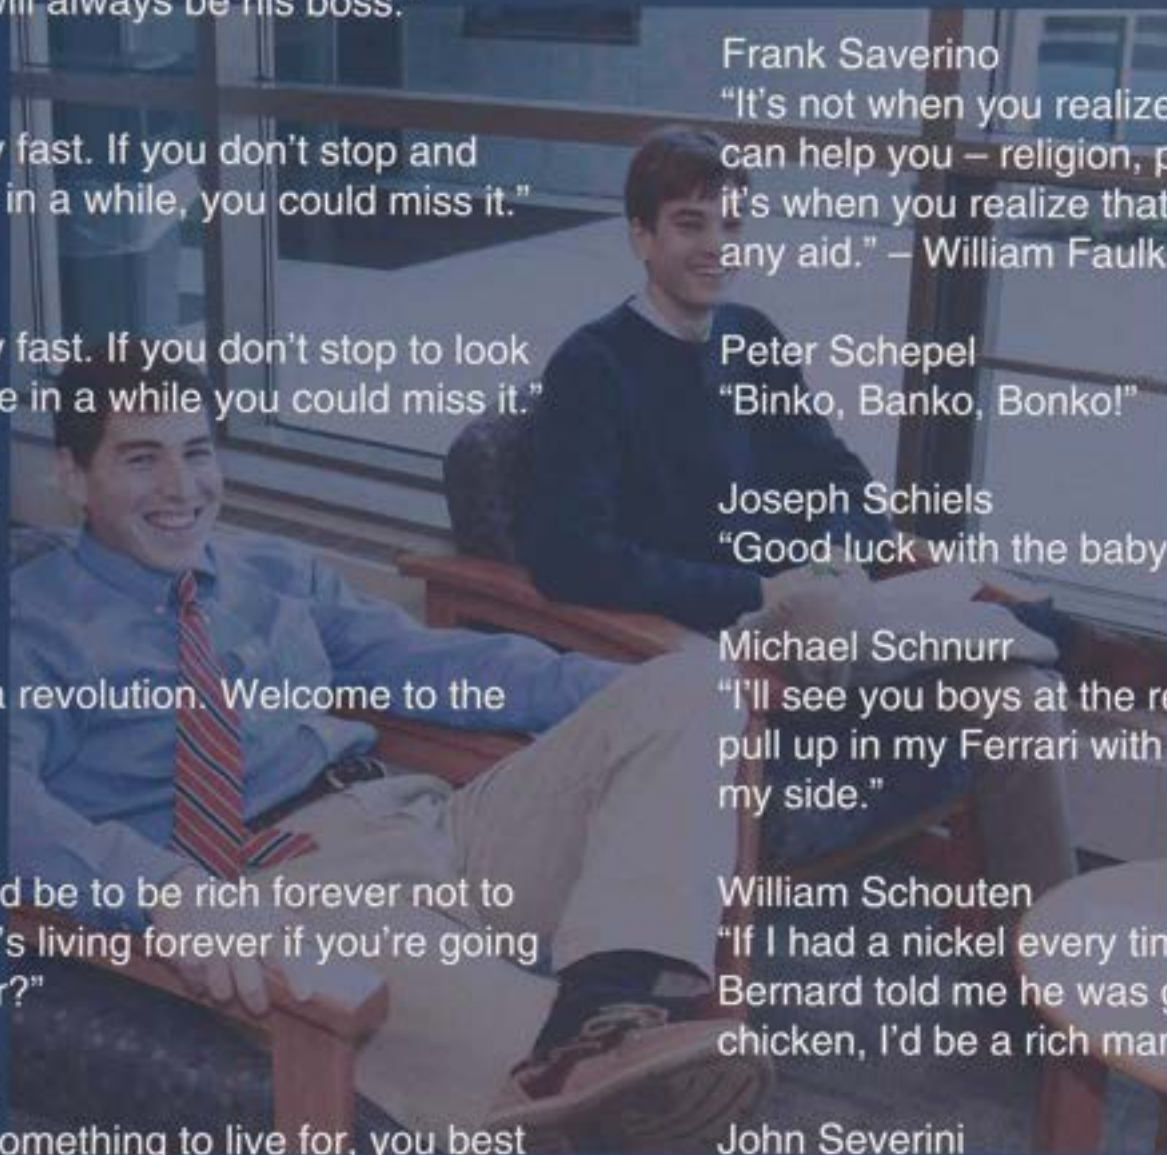 always be his boss.”
fast. If you don't stop and
in a while, you could miss it.”
fast. If you don't stop to look
in a while you could miss it.”
revolution. Welcome to the
be to be rich forever not to
living forever if you're going
Frank Saverino
“It's not when you realize
can help you – religion,
it's when you realize that
any aid.” – William
Peter Schepel
“Binko, Banko, Bonko!”
Joseph Schiels
“Good luck with the baby
Michael Schnurr
“I'll see you boys at the
pull up in my Ferrari with
my side.”
William Schouten
“If I had a nickel every
Bernard told me he was
chicken, I'd be a rich
John Severini
to live for, you best